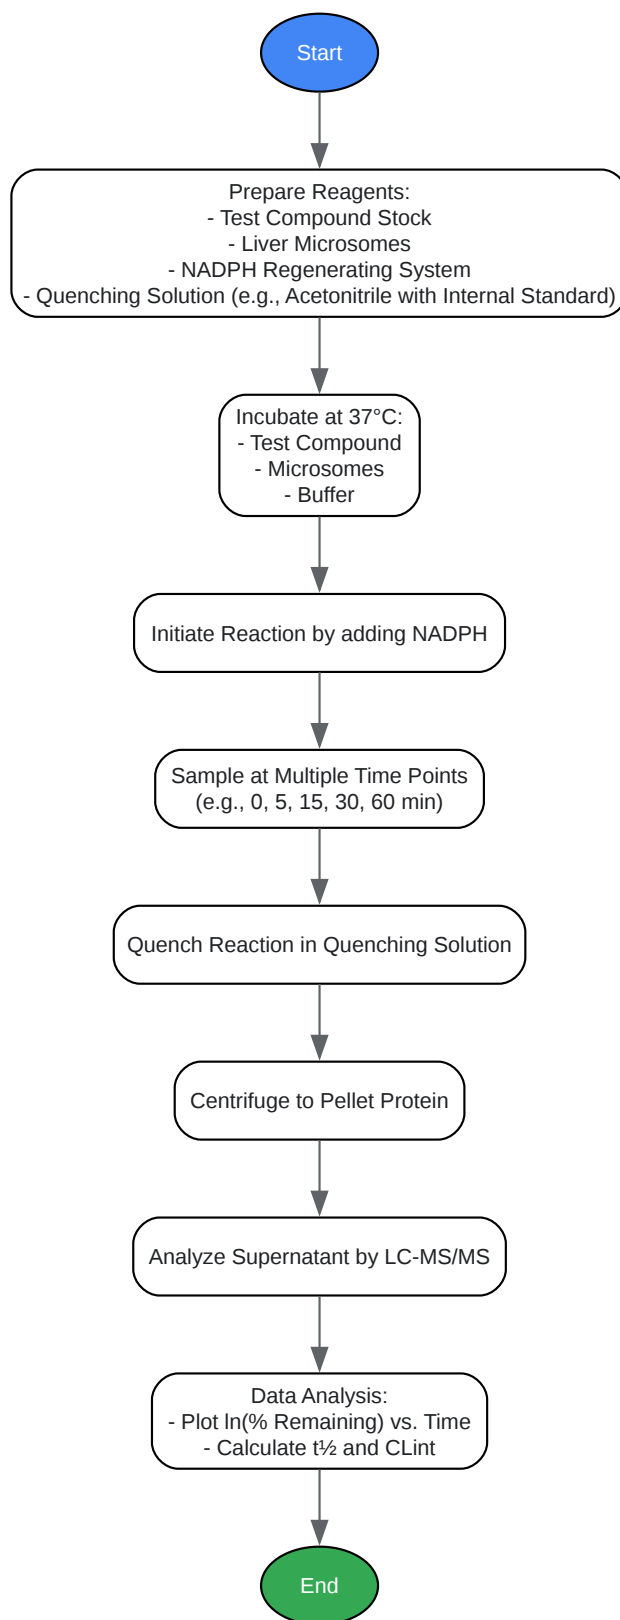 Start
Prepare Reagents:
- Test Compound Stock
- Liver Microsomes
- NADPH Regenerating System
- Quenching Solution (e.g., Acetonitrile with Internal Standard)
Incubate at 37°C:
- Test Compound
- Microsomes
- Buffer
Initiate Reaction by adding NADPH
Sample at Multiple Time Points
(e.g., 0, 5, 15, 30, 60 min)
Quench Reaction in Quenching Solution
Centrifuge to Pellet Protein
Analyze Supernatant by LC-MS/MS
Data Analysis:
- Plot ln(% Remaining) vs. Time
- Calculate t½ and CLint
End